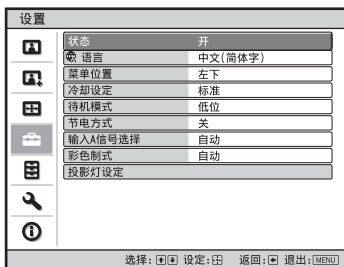 设置
状态 开
语言 中文(简体字)
菜单位置 左下
冷却设定 标准
待机模式 低位
节电方式 关
输入A信号选择 自动
彩色制式 自动
投影灯设定
选择: 设定: 返回: 退出: MENU